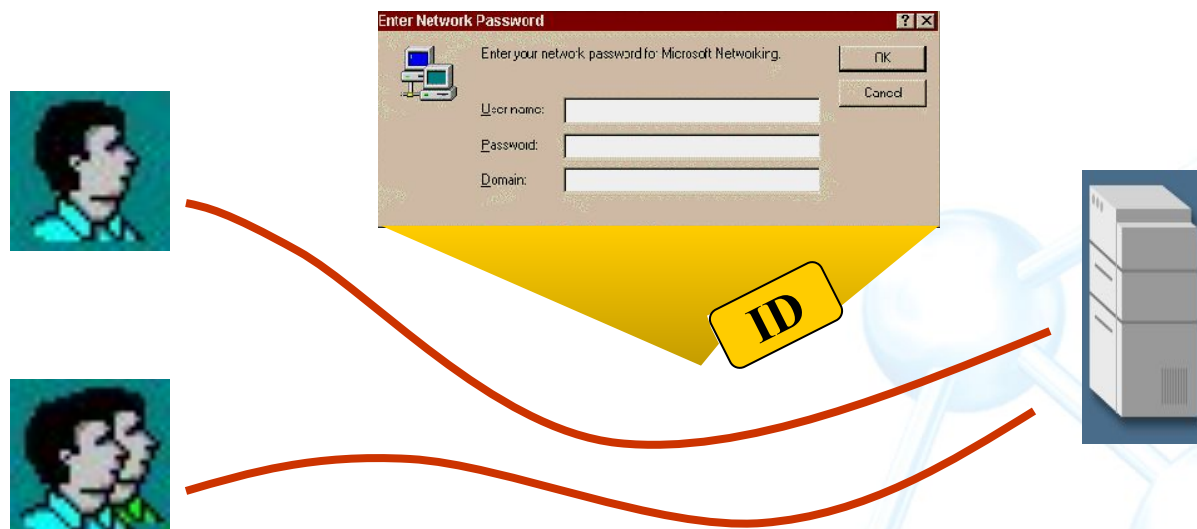 Enter Network Password
Enter your network password for Microsoft Networking.
OK
Cancel
User name:
Password:
Domain:
ID